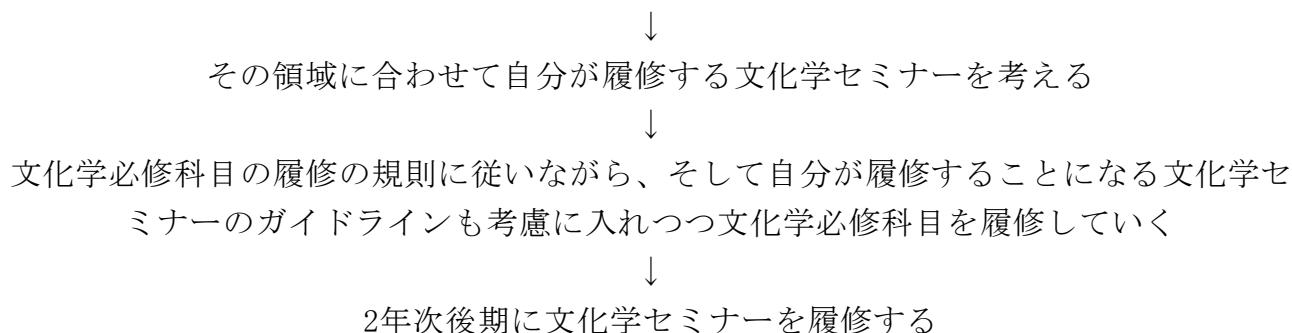 ↓
その領域に合わせて自分が履修する文化学セミナーを考える
↓
文化学必修科目の履修の規則に従いながら、そして自分が履修することになる文化学セ
ミナーのガイドラインも考慮に入れつつ文化学必修科目を履修していく
↓
2年次後期に文化学セミナーを履修する